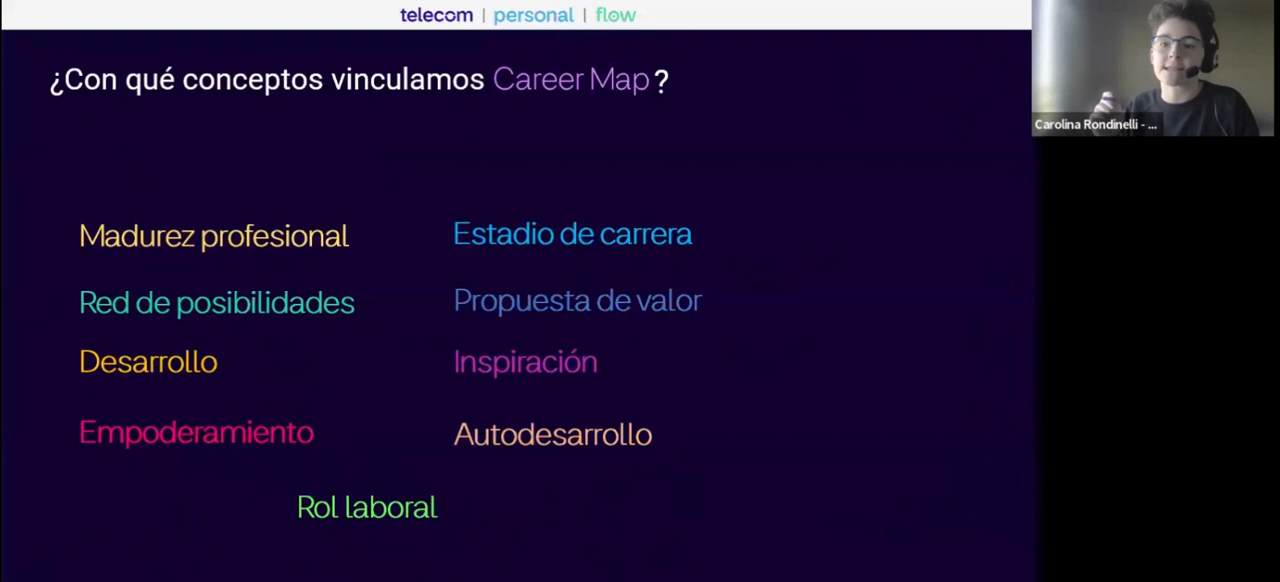 telecom | personal | flow
¿Con qué conceptos vinculamos Career Map?
Carolina Rondinelli - ...
Madurez profesional
Estadio de carrera
Red de posibilidades
Propuesta de valor
Desarrollo
Inspiración
Empoderamiento
Autodesarrollo
Rol laboral